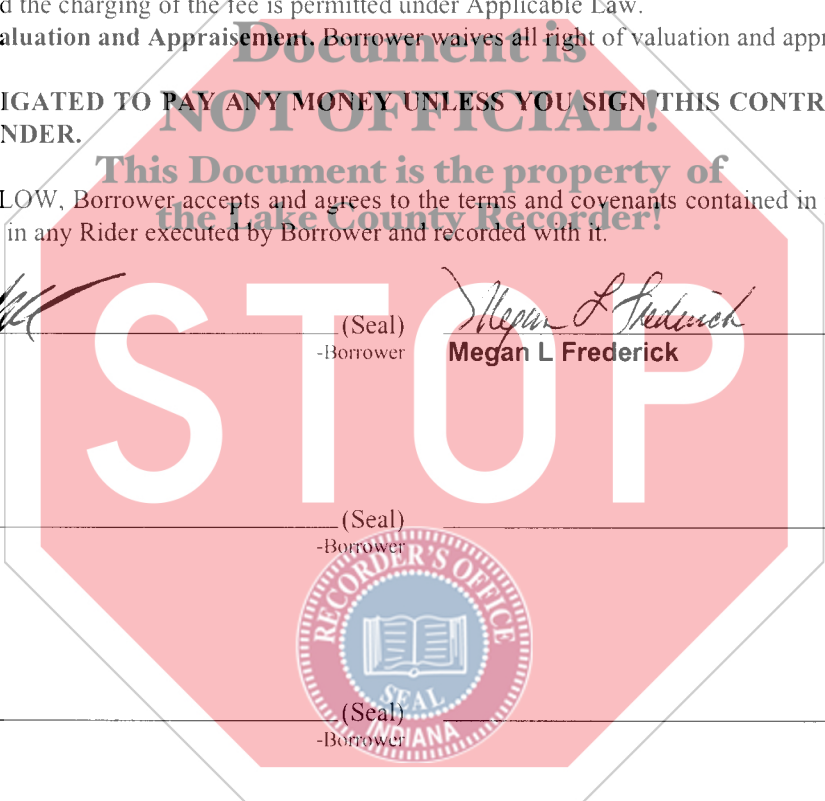 d the charging of the fee is permitted under Applicable Law.
Document is
aluation and Appraisement. Borrower waives all right of valuation and appr
IGATED TO PAY ANY MONEY UNLESS YOU SIGN THIS CONTR
NOT OFFICIAL!
NDER.
This Document is the property of
LOW, Borrower accepts and agrees to the terms and covenants contained in
the Lake County Recorder!
in any Rider executed by Borrower and recorded with it.
STOP
(Seal) Megan L Frederick
-Borrower Megan L Frederick
(Seal)
-Borrower
RECORDER'S OFFICE
SEAL
INDIANA
(Seal)
-Borrower